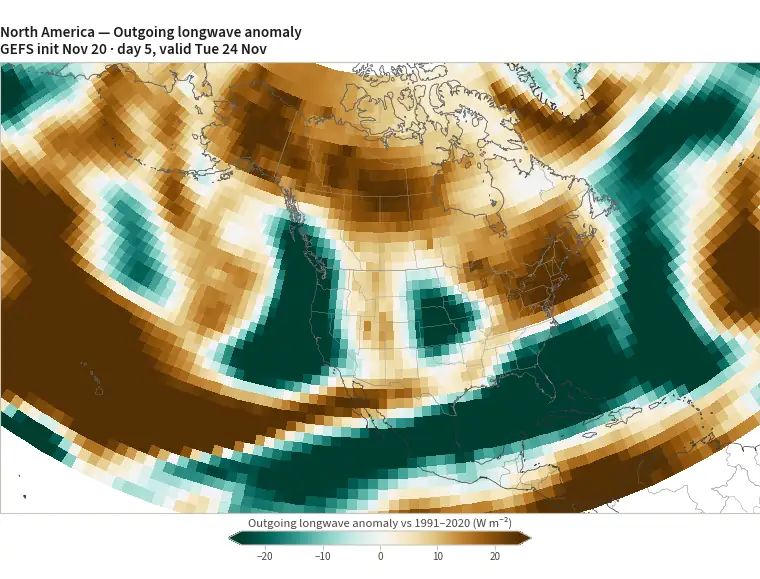 North America — Outgoing longwave anomaly
GEFS init Nov 20 · day 5, valid Tue 24 Nov
Outgoing longwave anomaly vs 1991–2020 (W m⁻²)
−20 −10 0 10 20